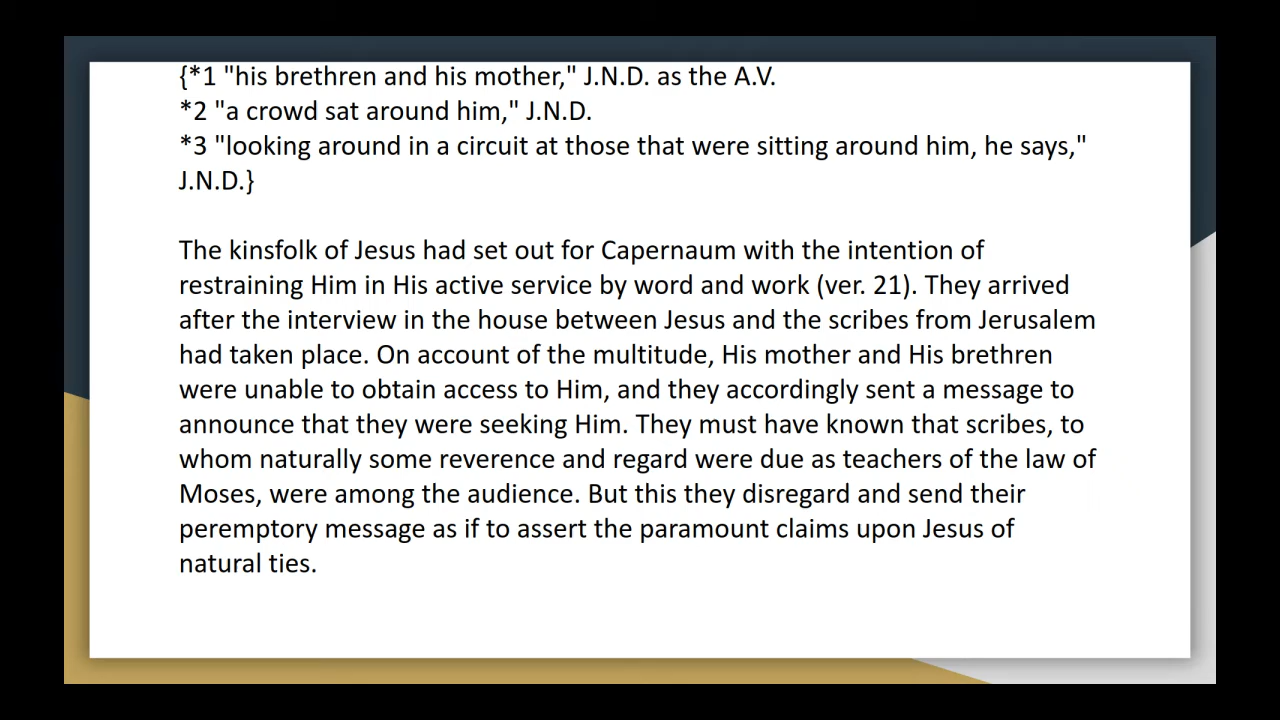 {*1 "his brethren and his mother," J.N.D. as the A.V.
*2 "a crowd sat around him," J.N.D.
*3 "looking around in a circuit at those that were sitting around him, he says,"
J.N.D.}
The kinsfolk of Jesus had set out for Capernaum with the intention of
restraining Him in His active service by word and work (ver. 21). They arrived
after the interview in the house between Jesus and the scribes from Jerusalem
had taken place. On account of the multitude, His mother and His brethren
were unable to obtain access to Him, and they accordingly sent a message to
announce that they were seeking Him. They must have known that scribes, to
whom naturally some reverence and regard were due as teachers of the law of
Moses, were among the audience. But this they disregard and send their
peremptory message as if to assert the paramount claims upon Jesus of
natural ties.